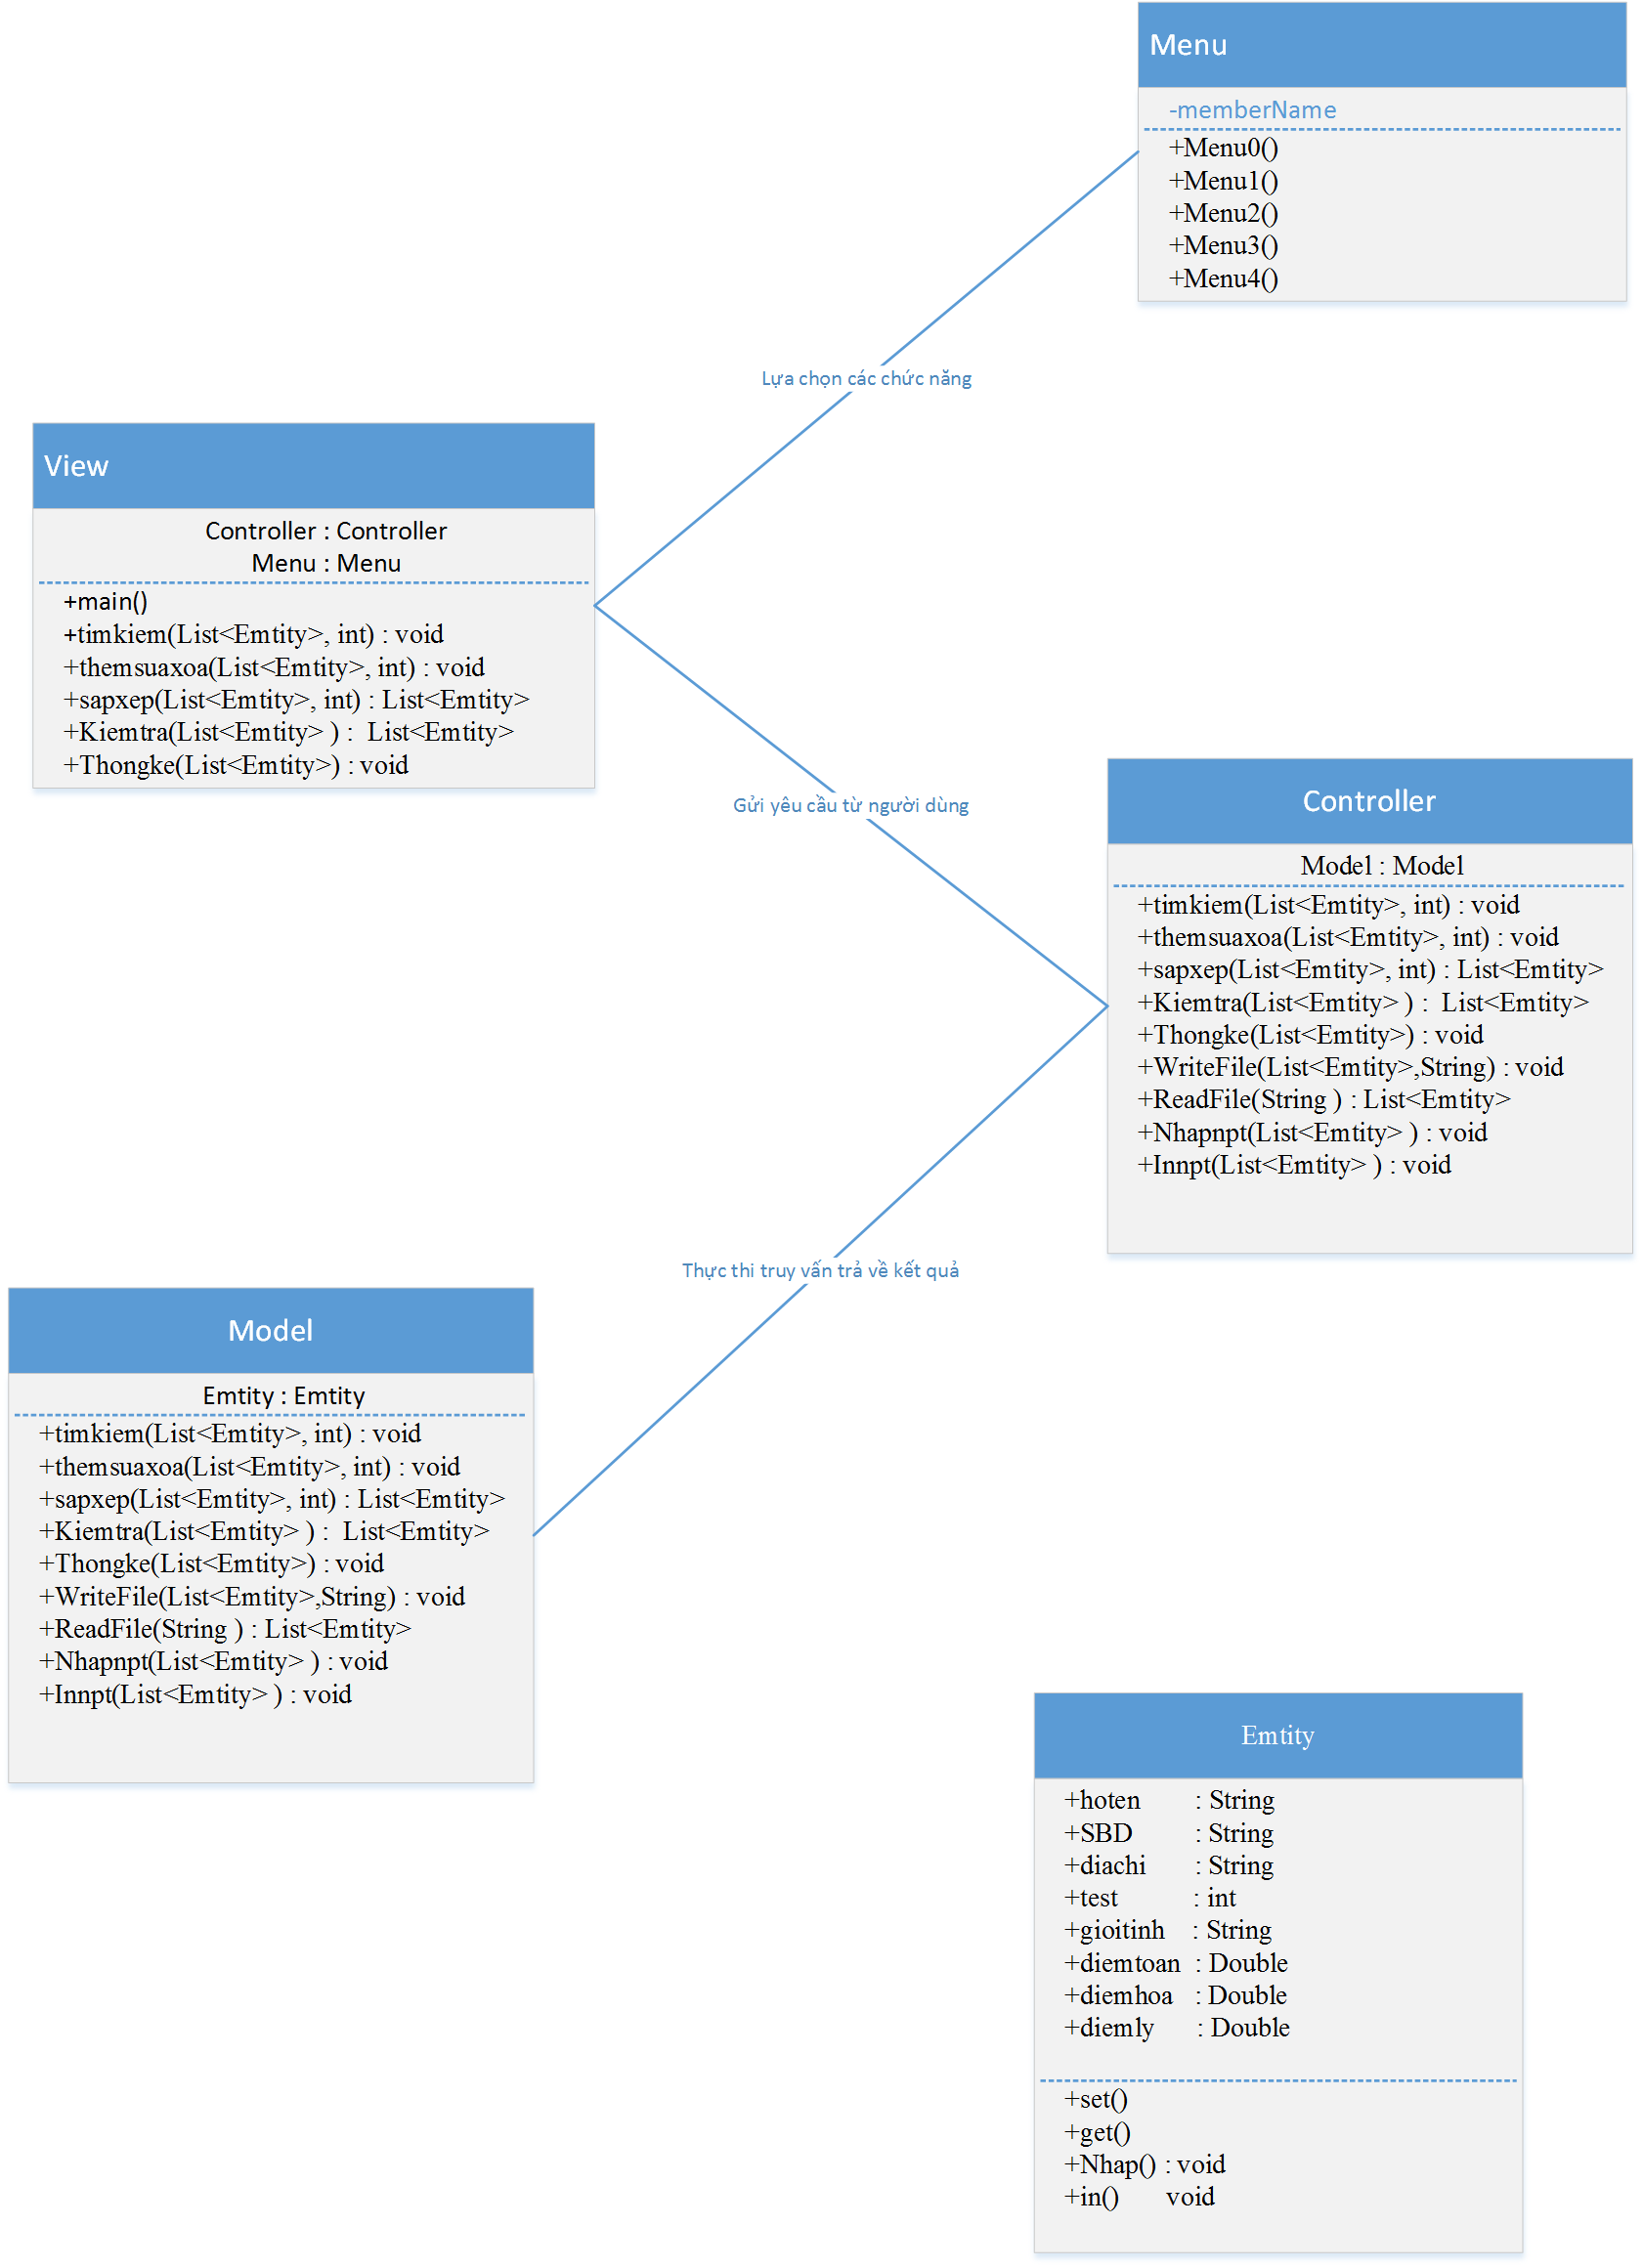 Menu
-memberName
+Menu0()
+Menu1()
+Menu2()
+Menu3()
+Menu4()
Lựa chọn các chức năng
View
Controller : Controller
Menu : Menu
+main()
+timkiem(List<Emtity>, int) : void
+themsuaxoa(List<Emtity>, int) : void
+sapxep(List<Emtity>, int) : List<Emtity>
+Kiemtra(List<Emtity> ) :  List<Emtity>
+Thongke(List<Emtity>) : void
Gửi yêu cầu từ người dùng
Controller
Model : Model
+timkiem(List<Emtity>, int) : void
+themsuaxoa(List<Emtity>, int) : void
+sapxep(List<Emtity>, int) : List<Emtity>
+Kiemtra(List<Emtity> ) :  List<Emtity>
+Thongke(List<Emtity>) : void
+WriteFile(List<Emtity>,String) : void
+ReadFile(String ) : List<Emtity>
+Nhapnpt(List<Emtity> ) : void
+Innpt(List<Emtity> ) : void
Thực thi truy vấn trả về kết quả
Model
Emtity : Emtity
+timkiem(List<Emtity>, int) : void
+themsuaxoa(List<Emtity>, int) : void
+sapxep(List<Emtity>, int) : List<Emtity>
+Kiemtra(List<Emtity> ) :  List<Emtity>
+Thongke(List<Emtity>) : void
+WriteFile(List<Emtity>,String) : void
+ReadFile(String ) : List<Emtity>
+Nhapnpt(List<Emtity> ) : void
+Innpt(List<Emtity> ) : void
Emtity
+hoten : String
+SBD : String
+diachi : String
+test : int
+gioitinh : String
+diemtoan : Double
+diemhoa : Double
+diemly : Double
+set()
+get()
+Nhap() : void
+in() void